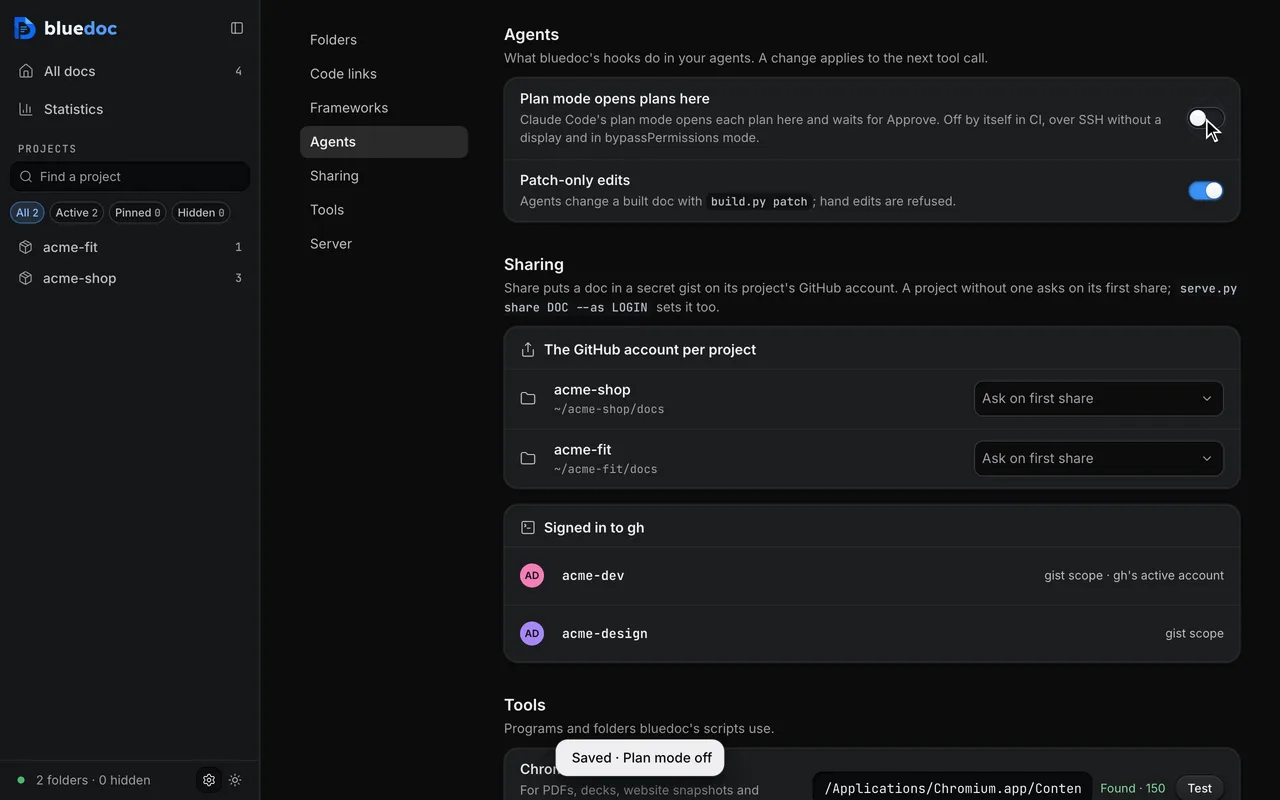 bluedoc
All docs 4
Statistics
PROJECTS
Find a project
All 2 Active 2 Pinned 0 Hidden 0
acme-fit 1
acme-shop 3
2 folders · 0 hidden
Folders
Code links
Frameworks
Agents
Sharing
Tools
Server
Agents
What bluedoc's hooks do in your agents. A change applies to the next tool call.
Plan mode opens plans here
Claude Code's plan mode opens each plan here and waits for Approve. Off by itself in CI, over SSH without a
display and in bypassPermissions mode.
Patch-only edits
Agents change a built doc with build.py patch ; hand edits are refused.
Sharing
Share puts a doc in a secret gist on its project's GitHub account. A project without one asks on its first share; serve.py
share DOC --as LOGIN sets it too.
The GitHub account per project
acme-shop
~/acme-shop/docs
Ask on first share
acme-fit
~/acme-fit/docs
Ask on first share
Signed in to gh
AD acme-dev gist scope · gh's active account
AD acme-design gist scope
Tools
Programs and folders bluedoc's scripts use.
Saved · Plan mode off
For PDFs, decks, website snapshots and
/Applications/Chromium.app/Conten Found · 150 Test